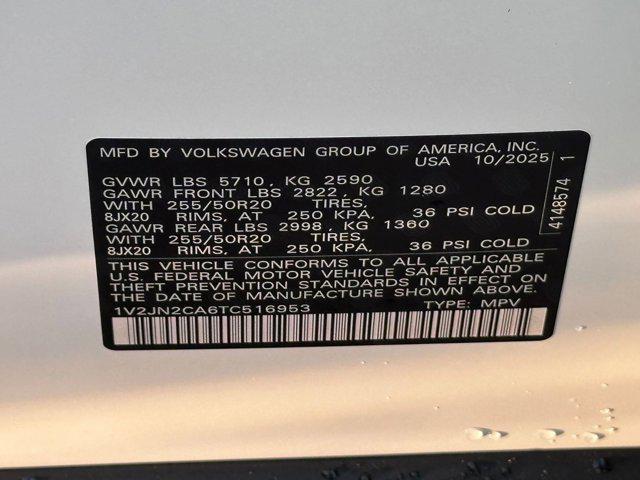 MFD BY VOLKSWAGEN GROUP OF AMERICA, INC.
USA 10/2025
GVWR LBS 5710, KG 2590
GAWR FRONT LBS 2822, KG 1280
WITH 255/50R20 TIRES,
8JX20 RIMS, AT 250 KPA, 36 PSI COLD
GAWR REAR LBS 2998, KG 1360
WITH 255/50R20 TIRES,
8JX20 RIMS, AT 250 KPA, 36 PSI COLD
THIS VEHICLE CONFORMS TO ALL APPLICABLE
U.S. FEDERAL MOTOR VEHICLE SAFETY AND
THEFT PREVENTION STANDARDS IN EFFECT
ON THE DATE OF MANUFACTURE SHOWN ABOVE.
1V2JN2CA6TC516953 TYPE: MPV
4148574 1